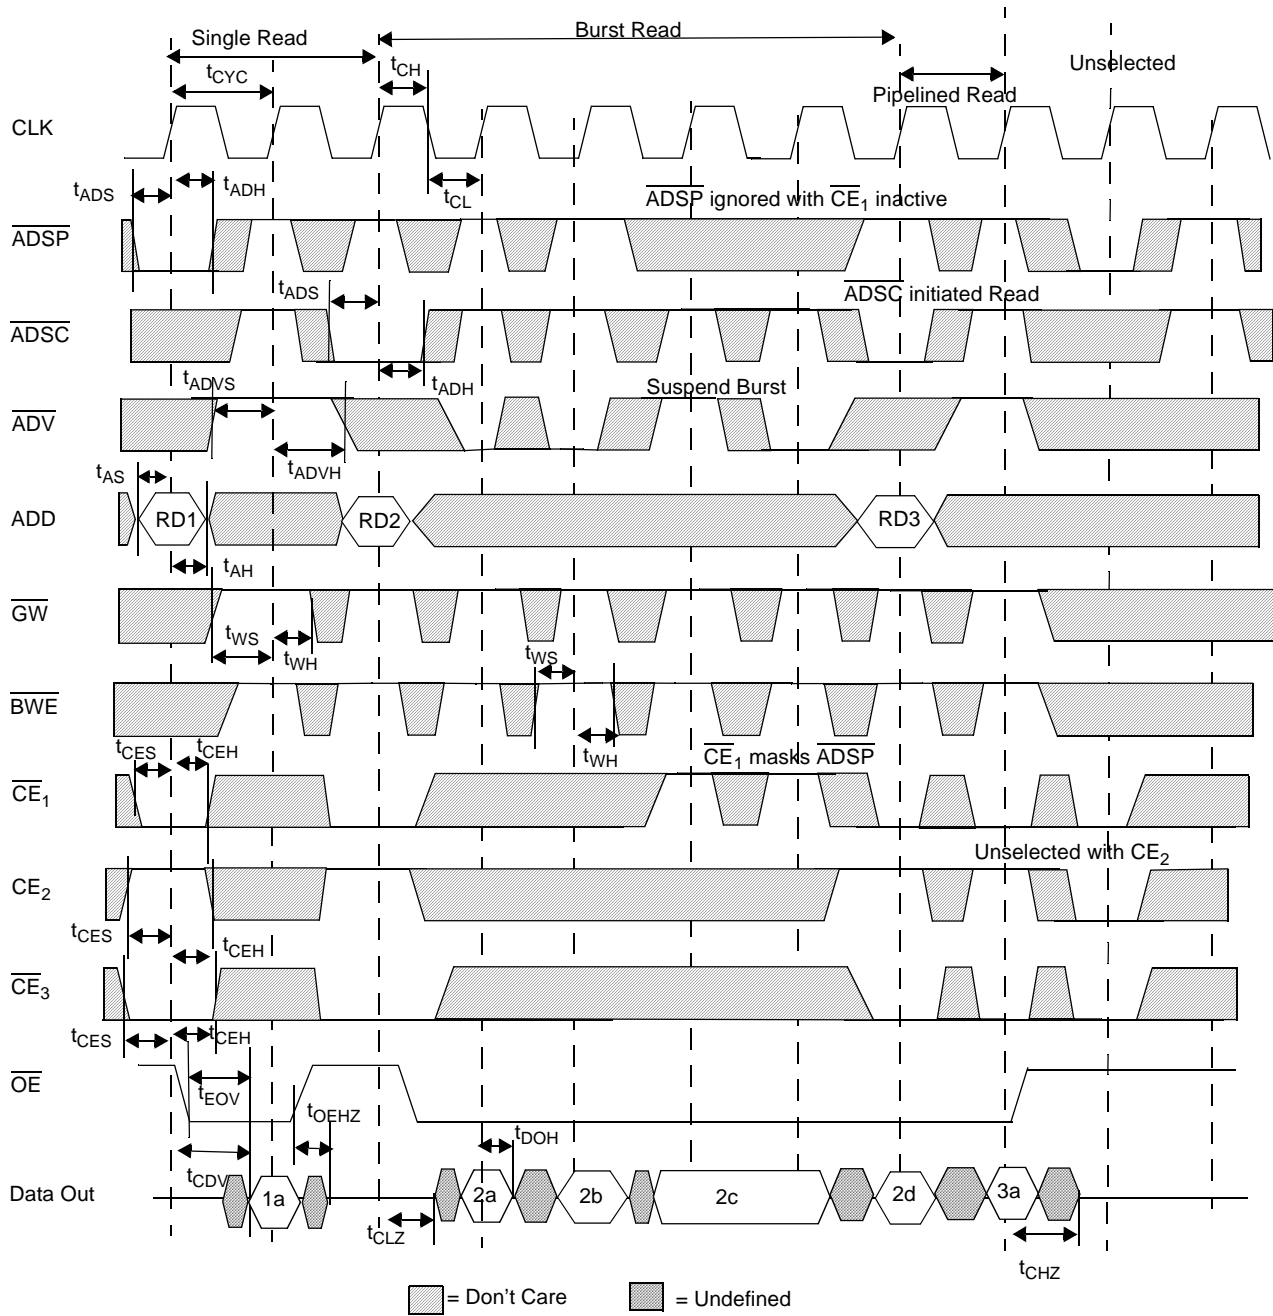 Single Read
Burst Read
Unselected
tCYC
tCH
Pipelined Read
CLK
tADS
tADH
tCL
ADSP ignored with CE1 inactive
ADSP
tADS
ADSC initiated Read
ADSC
tADVS
tADH
Suspend Burst
ADV
tADVH
tAS
ADD
RD1
RD2
RD3
tAH
GW
tWS
tWH
tWS
BWE
tCES
tCEH
tWH
CE1 masks ADSP
CE1
Unselected with CE2
CE2
tCES
tCEH
CE3
tCES
tCEH
OE
tEOV
tOEHZ
tDOH
tCDV
Data Out
1a
2a
2b
2c
2d
3a
tCLZ
tCHZ
= Don't Care
= Undefined